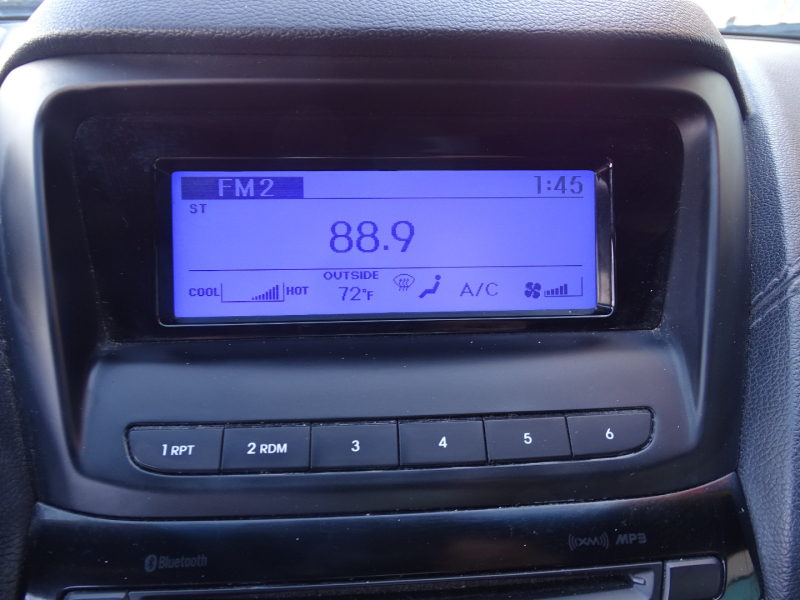 FM2 1:45
ST
88.9
OUTSIDE
COOL HOT 72°F A/C
1 RPT 2 RDM 3 4 5 6
Bluetooth XM MP3